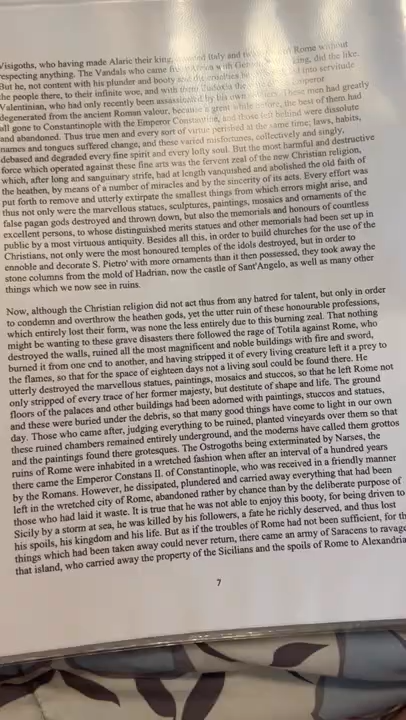 Visigoths, who having made Alaric their king, Italy and Rome without
respecting anything. The Vandals who came from Africa with king, did the like.
But he, not content with his plunder and booty and the cruelties he into servitude
the people there, to their infinite woe, and with them Eudoxia the Emperor
Valentinian, who had only recently been assassinated by his own These men had greatly
degenerated from the ancient Roman valour, because a great while before, the best of them had
all gone to Constantinople with the Emperor Constantine, and those left behind were dissolute
and abandoned. Thus true men and every sort of virtue perished at the same time; laws, habits,
names and tongues suffered change, and these varied misfortunes, collectively and singly,
debased and degraded every fine spirit and every lofty soul. But the most harmful and destructive
force which operated against these fine arts was the fervent zeal of the new Christian religion,
which, after long and sanguinary strife, had at length vanquished and abolished the old faith of
the heathen, by means of a number of miracles and by the sincerity of its acts. Every effort was
put forth to remove and utterly extirpate the smallest things from which errors might arise, and
thus not only were the marvellous statues, sculptures, paintings, mosaics and ornaments of the
false pagan gods destroyed and thrown down, but also the memorials and honours of countless
excellent persons, to whose distinguished merits statues and other memorials had been set up in
public by a most virtuous antiquity. Besides all this, in order to build churches for the use of the
Christians, not only were the most honoured temples of the idols destroyed, but in order to
ennoble and decorate S. Pietro with more ornaments than it then possessed, they took away the
stone columns from the mold of Hadrian, now the castle of Sant'Angelo, as well as many other
things which we now see in ruins.
Now, although the Christian religion did not act thus from any hatred for talent, but only in order
to condemn and overthrow the heathen gods, yet the utter ruin of these honourable professions,
which entirely lost their form, was none the less entirely due to this burning zeal. That nothing
might be wanting to these grave disasters there followed the rage of Totila against Rome, who
destroyed the walls, ruined all the most magnificent and noble buildings with fire and sword,
burned it from one end to another, and having stripped it of every living creature left it a prey to
the flames, so that for the space of eighteen days not a living soul could be found there. He
utterly destroyed the marvellous statues, paintings, mosaics and stuccos, so that he left Rome not
only stripped of every trace of her former majesty, but destitute of shape and life. The ground
floors of the palaces and other buildings had been adorned with paintings, stuccos and statues,
and these were buried under the debris, so that many good things have come to light in our own
day. Those who came after, judging everything to be ruined, planted vineyards over them so that
these ruined chambers remained entirely underground, and the moderns have called them grottos
and the paintings found there grotesques. The Ostrogoths being exterminated by Narses, the
ruins of Rome were inhabited in a wretched fashion when after an interval of a hundred years
there came the Emperor Constans II. of Constantinople, who was received in a friendly manner
by the Romans. However, he dissipated, plundered and carried away everything that had been
left in the wretched city of Rome, abandoned rather by chance than by the deliberate purpose of
those who had laid it waste. It is true that he was not able to enjoy this booty, for being driven to
Sicily by a storm at sea, he was killed by his followers, a fate he richly deserved, and thus lost
his spoils, his kingdom and his life. But as if the troubles of Rome had not been sufficient, for th
things which had been taken away could never return, there came an army of Saracens to ravage
that island, who carried away the property of the Sicilians and the spoils of Rome to Alexandria
7